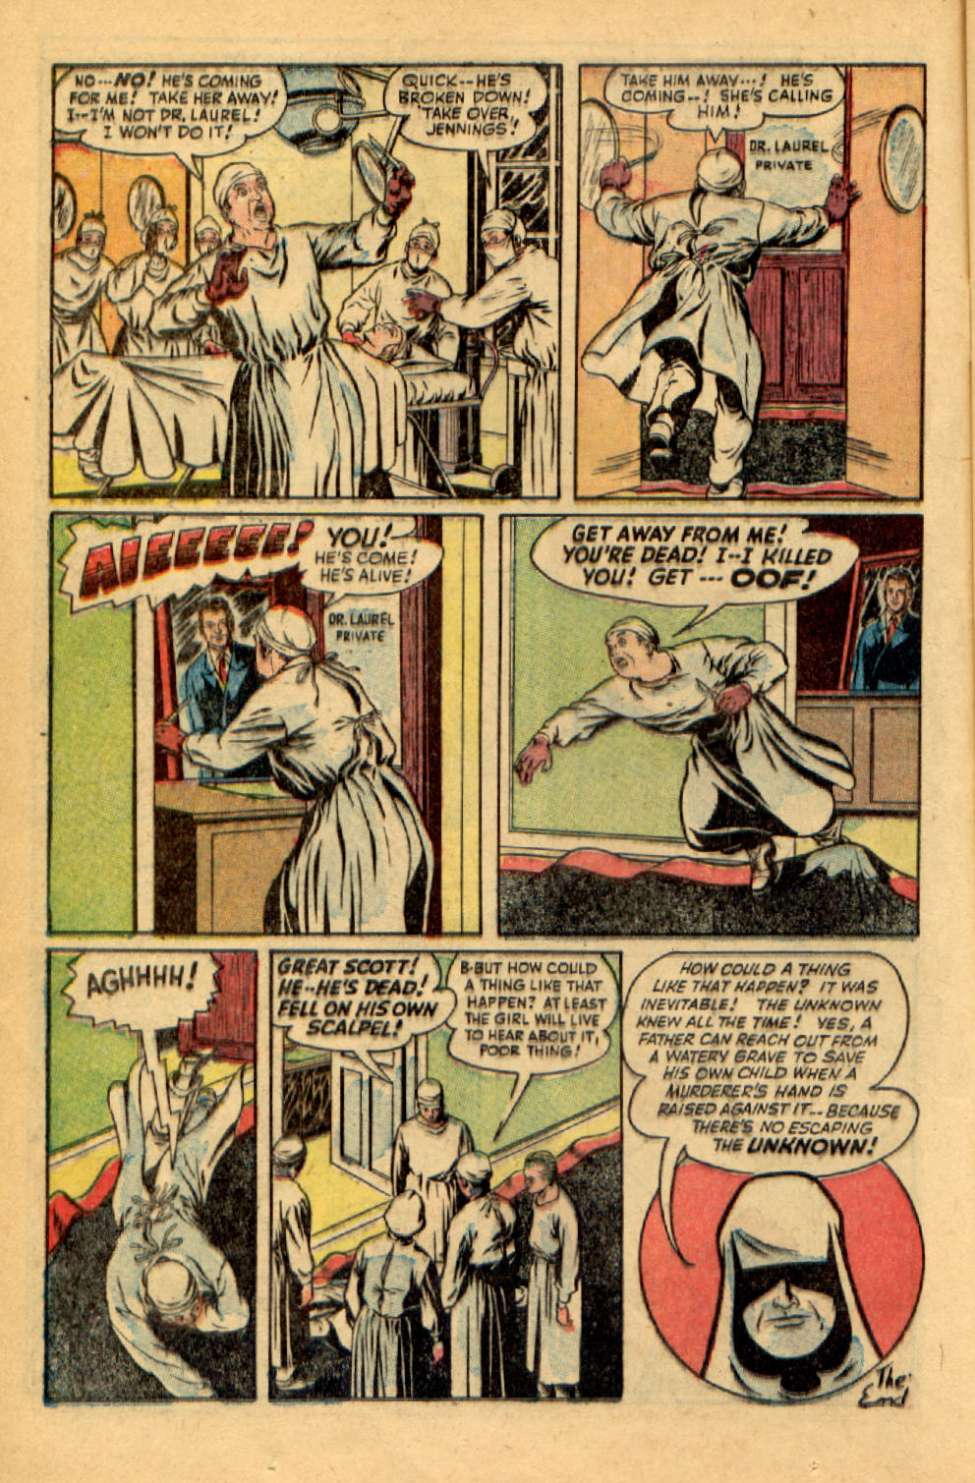 NO---NO! HE'S COMING
FOR ME! TAKE HER AWAY!
I--I'M NOT DR. LAUREL!
I WON'T DO IT!
QUICK--HE'S
BROKEN DOWN!
TAKE OVER,
JENNINGS!
TAKE HIM AWAY---! HE'S
COMING--! SHE'S CALLING
HIM!
DR. LAUREL
PRIVATE
AIEEEEEE!
YOU!
HE'S COME!
HE'S ALIVE!
DR. LAUREL
PRIVATE
GET AWAY FROM ME!
YOU'RE DEAD! I--I KILLED
YOU! GET --- OOF!
AGHHHH!
GREAT SCOTT!
HE--HE'S DEAD!
FELL ON HIS OWN
SCALPEL!
B-BUT HOW COULD
A THING LIKE THAT
HAPPEN? AT LEAST
THE GIRL WILL LIVE
TO HEAR ABOUT IT,
POOR THING!
HOW COULD A THING
LIKE THAT HAPPEN? IT WAS
INEVITABLE! THE UNKNOWN
KNEW ALL THE TIME! YES, A
FATHER CAN REACH OUT FROM
A WATERY GRAVE TO SAVE
HIS OWN CHILD WHEN A
MURDERER'S HAND IS
RAISED AGAINST IT-- BECAUSE
THERE'S NO ESCAPING
THE UNKNOWN!
The
End